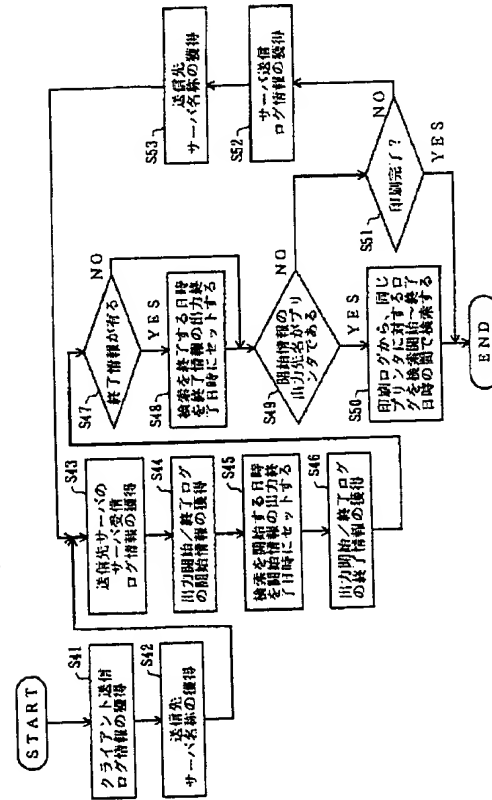 START
S41
クライアント送信
ログ情報の獲得
S42
送信先
サーバ名称の獲得
S43
送信先サーバの
サーバ受信
ログ情報の獲得
S44
出力開始／終了ログ
の開始情報の獲得
S45
検索を開始する日時
を開始情報の出力終
了日時にセットする
S46
出力開始／終了ログ
の終了情報の獲得
S47
終了情報が有る
NO
YES
S48
検索を終了する日時
を終了情報の出力終
了日時にセットする
S49
開始情報の
出力先名がプリ
ンタである
NO
YES
S50
印刷ログから、同じ
プリンタに対するロ
グを検索開始～終了
日時の間で検索する
S51
印刷完了？
NO
YES
S52
サーバ送信
ログ情報の獲得
S53
送信先
サーバ名称の獲得
END